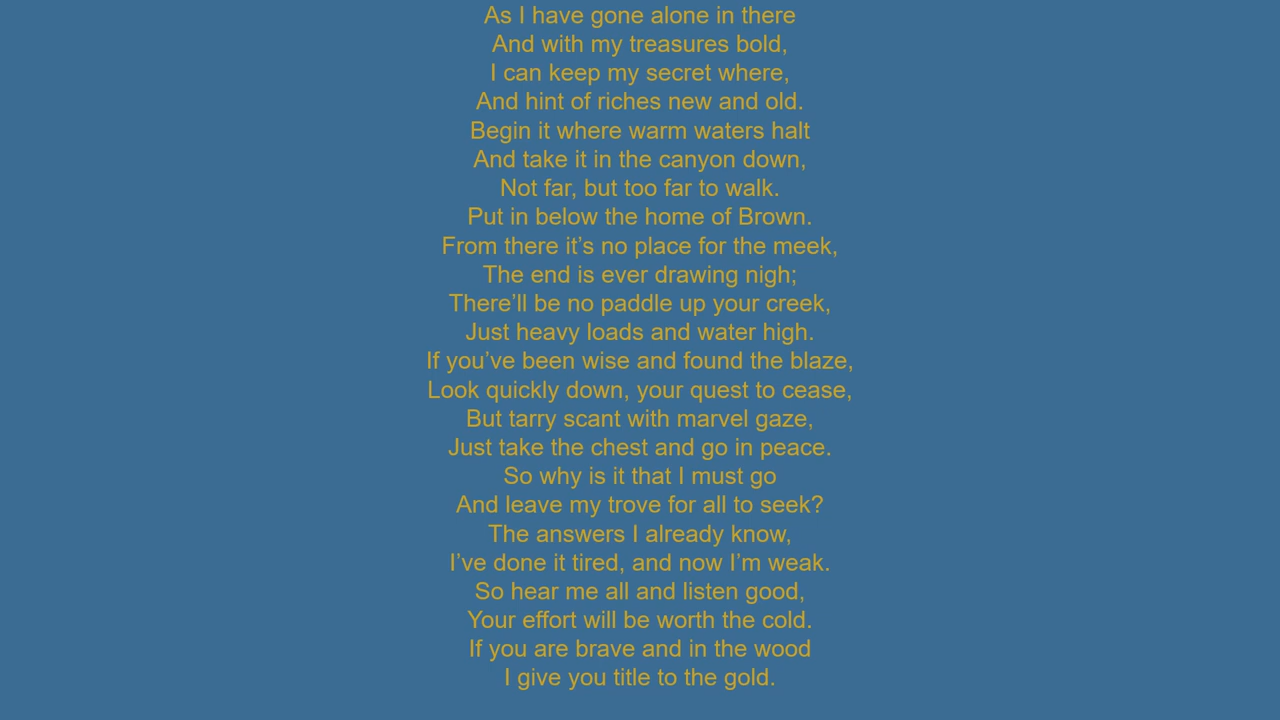 As I have gone alone in there
And with my treasures bold,
I can keep my secret where,
And hint of riches new and old.
Begin it where warm waters halt
And take it in the canyon down,
Not far, but too far to walk.
Put in below the home of Brown.
From there it’s no place for the meek,
The end is ever drawing nigh;
There’ll be no paddle up your creek,
Just heavy loads and water high.
If you’ve been wise and found the blaze,
Look quickly down, your quest to cease,
But tarry scant with marvel gaze,
Just take the chest and go in peace.
So why is it that I must go
And leave my trove for all to seek?
The answers I already know,
I’ve done it tired, and now I’m weak.
So hear me all and listen good,
Your effort will be worth the cold.
If you are brave and in the wood
I give you title to the gold.